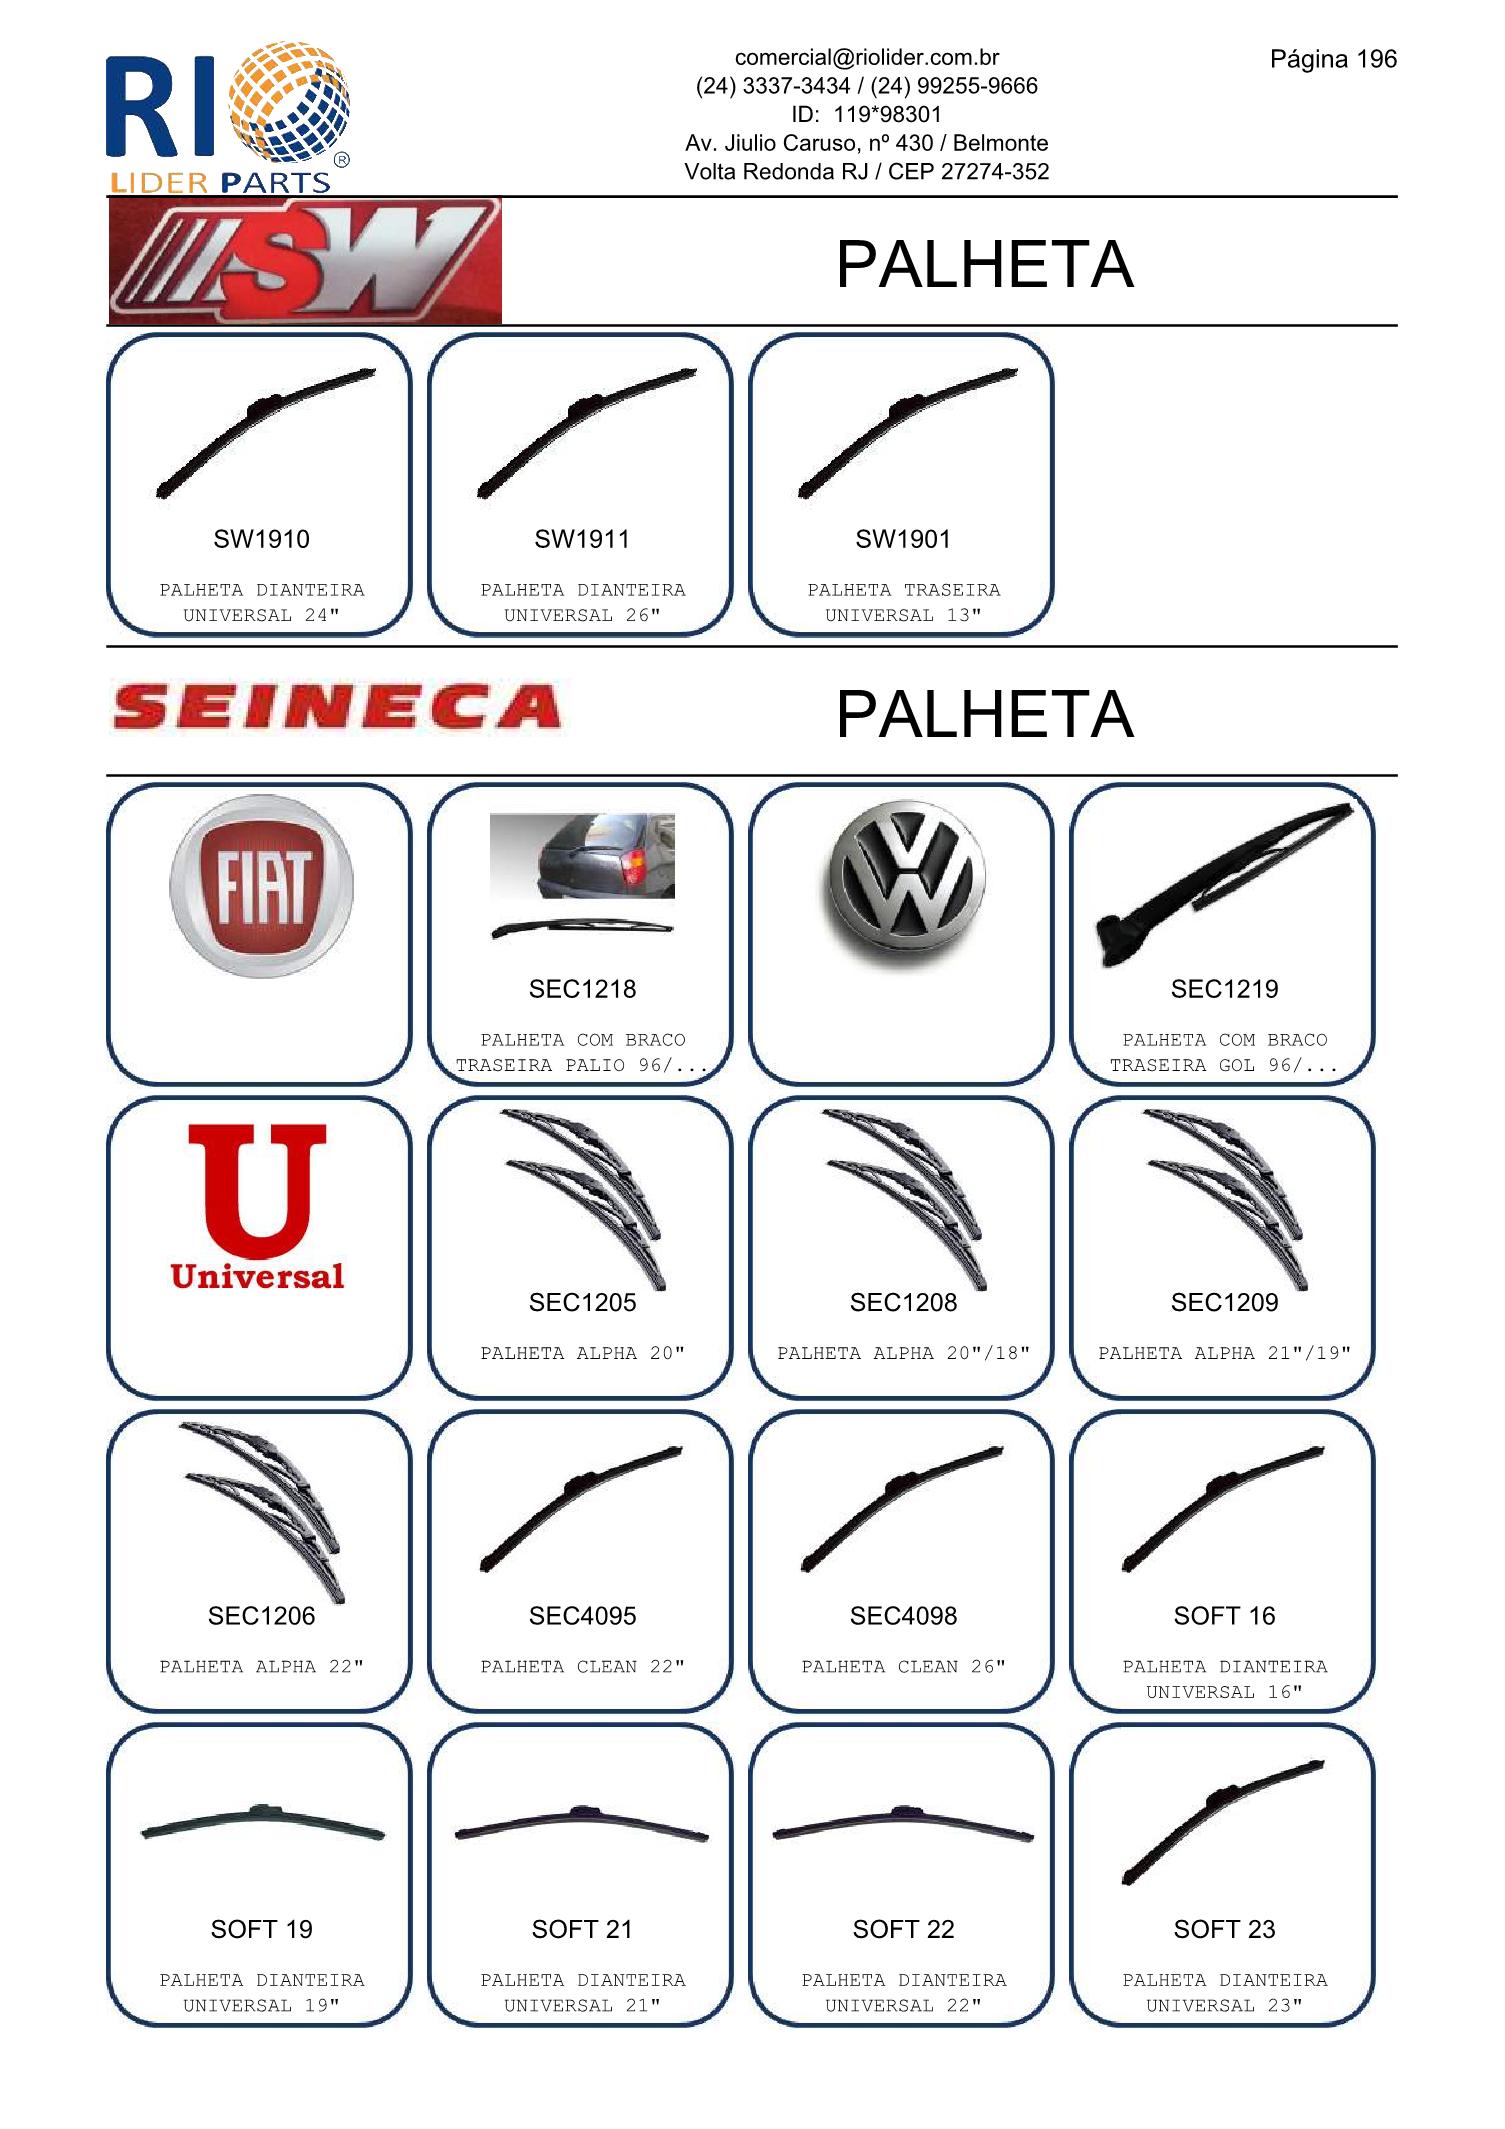 RIO
®
LIDER PARTS
comercial@riolider.com.br
(24) 3337-3434 / (24) 99255-9666
ID: 119*98301
Av. Jiulio Caruso, nº 430 / Belmonte
Volta Redonda RJ / CEP 27274-352
Página 196
SW
PALHETA
SW1910
PALHETA DIANTEIRA
UNIVERSAL 24"
SW1911
PALHETA DIANTEIRA
UNIVERSAL 26"
SW1901
PALHETA TRASEIRA
UNIVERSAL 13"
SEINECA
PALHETA
FIAT
SEC1218
PALHETA COM BRACO
TRASEIRA PALIO 96/...
VW
SEC1219
PALHETA COM BRACO
TRASEIRA GOL 96/...
U
Universal
SEC1205
PALHETA ALPHA 20"
SEC1208
PALHETA ALPHA 20"/18"
SEC1209
PALHETA ALPHA 21"/19"
SEC1206
PALHETA ALPHA 22"
SEC4095
PALHETA CLEAN 22"
SEC4098
PALHETA CLEAN 26"
SOFT 16
PALHETA DIANTEIRA
UNIVERSAL 16"
SOFT 19
PALHETA DIANTEIRA
UNIVERSAL 19"
SOFT 21
PALHETA DIANTEIRA
UNIVERSAL 21"
SOFT 22
PALHETA DIANTEIRA
UNIVERSAL 22"
SOFT 23
PALHETA DIANTEIRA
UNIVERSAL 23"